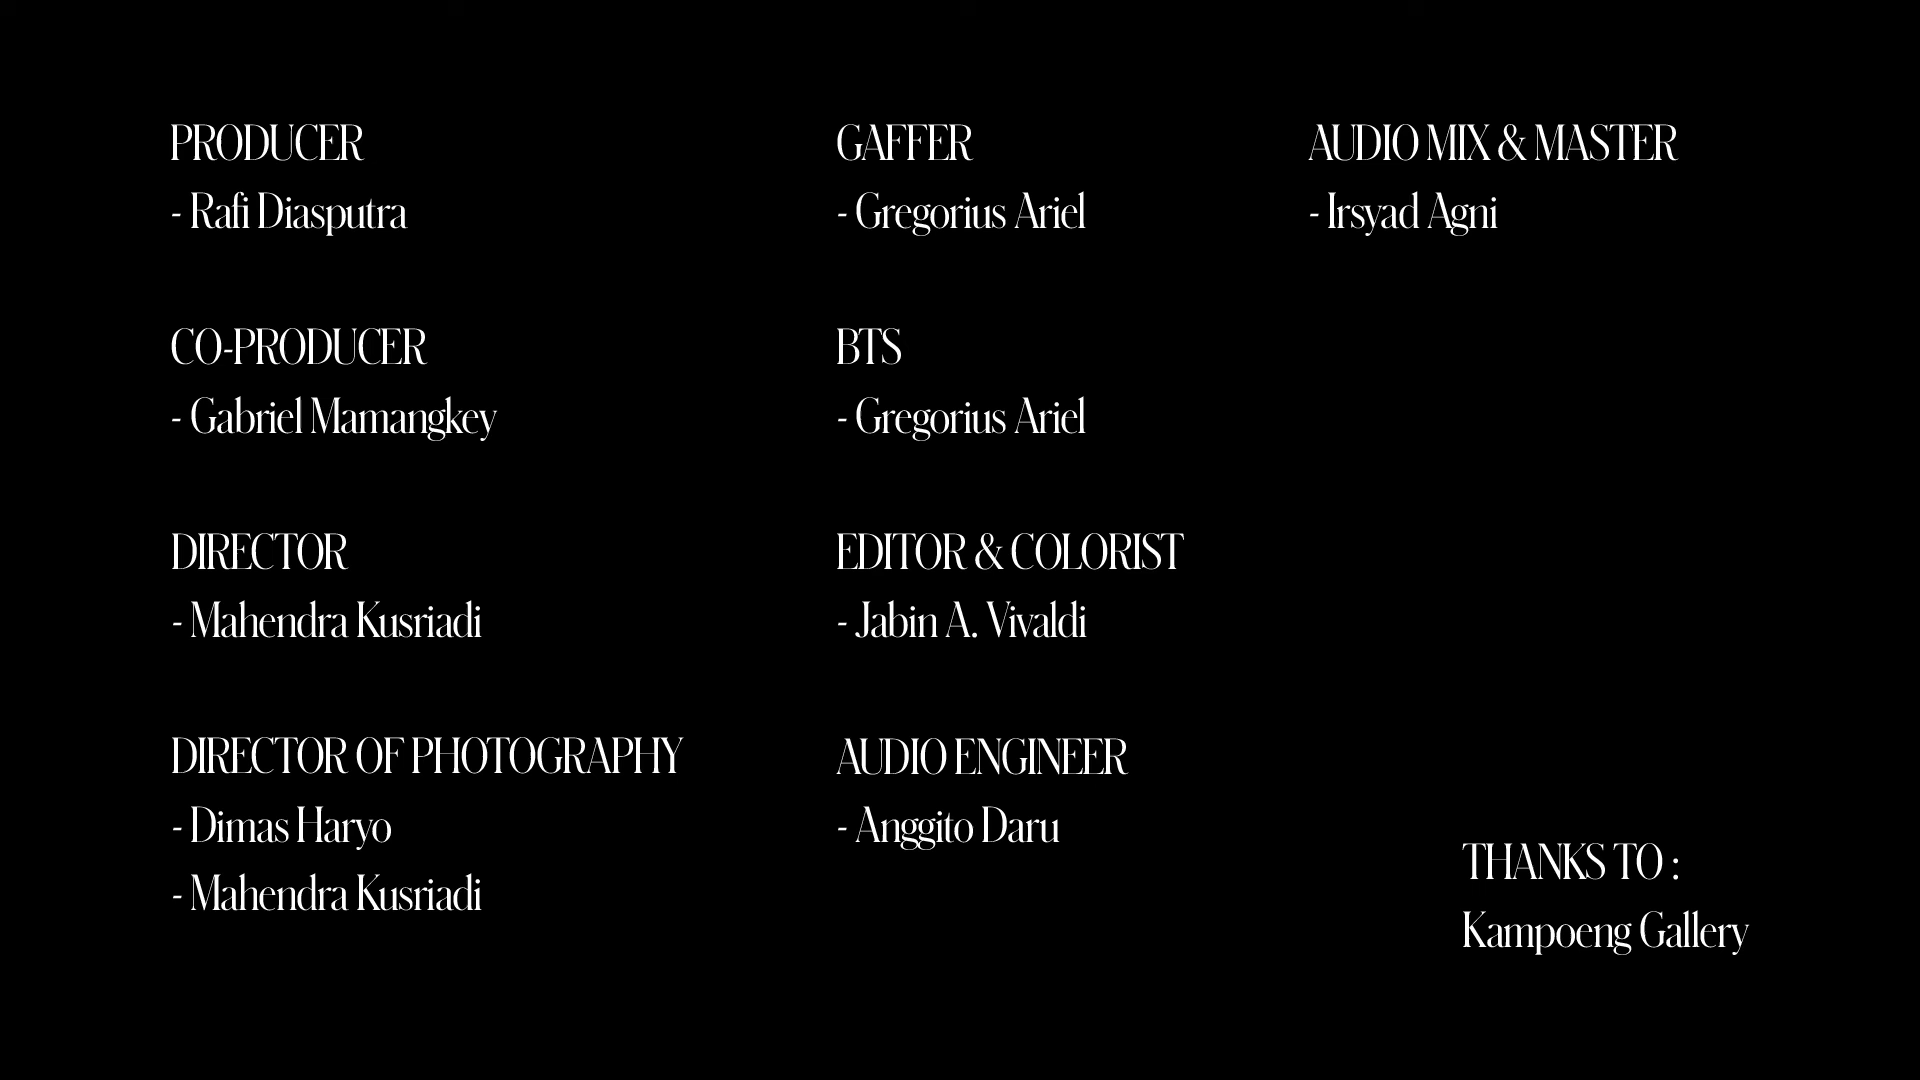 PRODUCER
- Rafi Diasputra
CO-PRODUCER
- Gabriel Mamangkey
DIRECTOR
- Mahendra Kusriadi
DIRECTOR OF PHOTOGRAPHY
- Dimas Haryo
- Mahendra Kusriadi
GAFFER
- Gregorius Ariel
BTS
- Gregorius Ariel
EDITOR & COLORIST
- Jabin A. Vivaldi
AUDIO ENGINEER
- Anggito Daru
AUDIO MIX & MASTER
- Irsyad Agni
THANKS TO :
Kampoeng Gallery